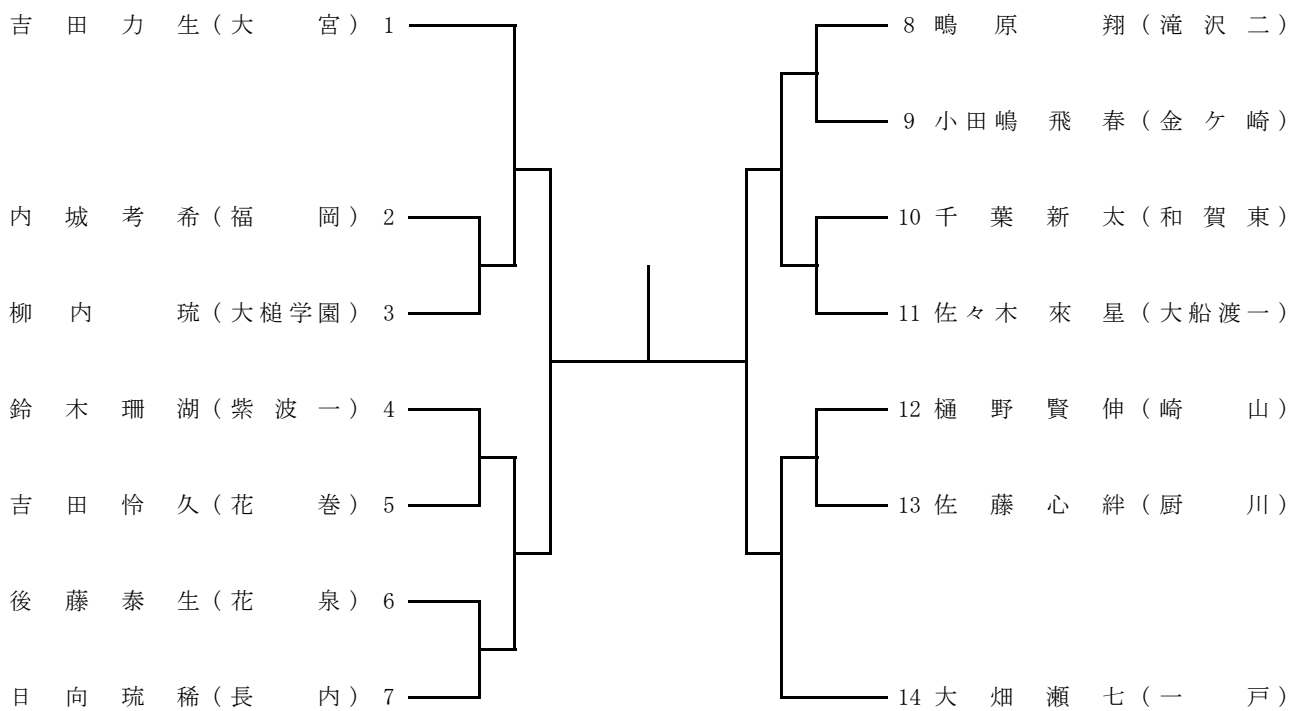 吉田力生(大宮) 1
内城考希(福岡) 2
柳内琉(大槌学園) 3
鈴木珊湖(紫波一) 4
吉田怜久(花巻) 5
後藤泰生(花泉) 6
日向琉稀(長内) 7
8 鴫原翔(滝沢二)
9 小田嶋飛春(金ケ崎)
10 千葉新太(和賀東)
11 佐々木來星(大船渡一)
12 樋野賢伸(崎山)
13 佐藤心絆(厨川)
14 大畑瀬七(一戸)